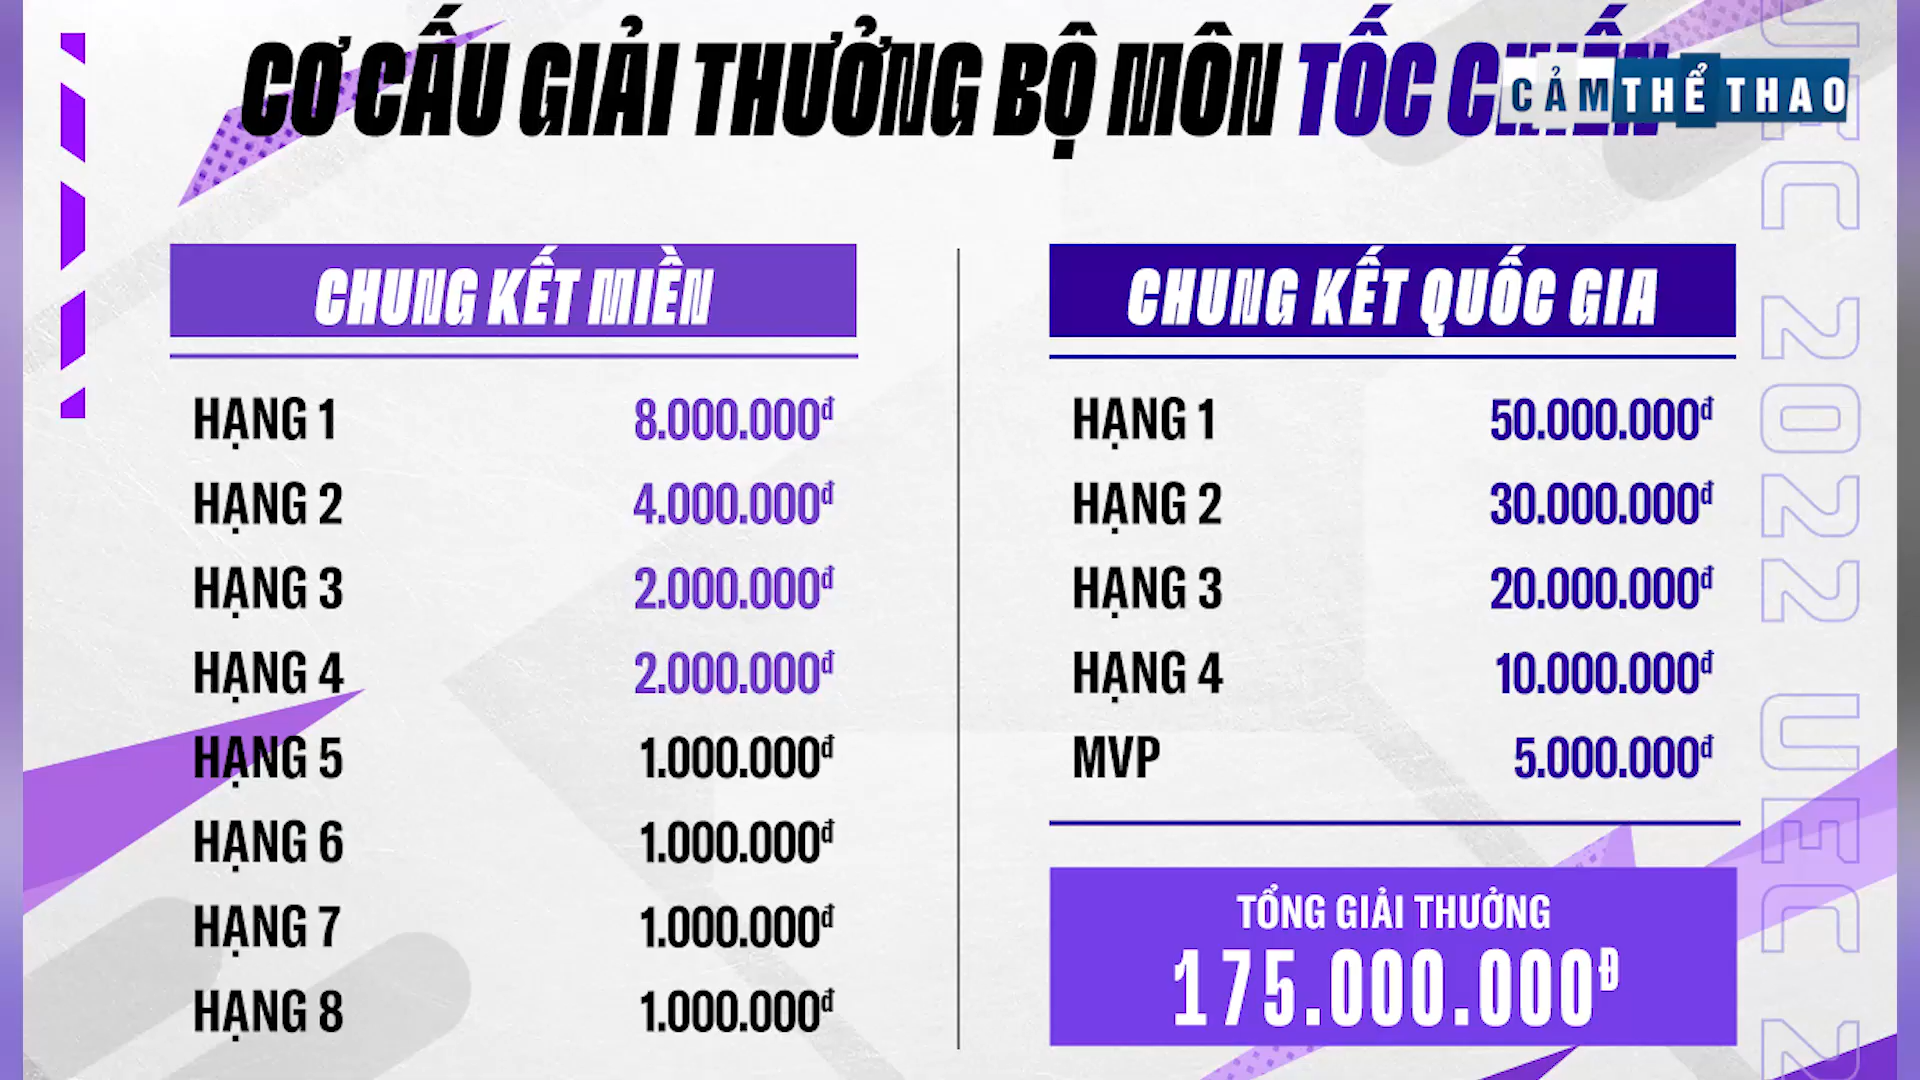 CƠ CẤU GIẢI THƯỞNG BỘ MÔN TỐC CHIẾN
CẢM THỂ THAO
CHUNG KẾT MIỀN
HẠNG 1 8.000.000đ
HẠNG 2 4.000.000đ
HẠNG 3 2.000.000đ
HẠNG 4 2.000.000đ
HẠNG 5 1.000.000đ
HẠNG 6 1.000.000đ
HẠNG 7 1.000.000đ
HẠNG 8 1.000.000đ
CHUNG KẾT QUỐC GIA
HẠNG 1 50.000.000đ
HẠNG 2 30.000.000đ
HẠNG 3 20.000.000đ
HẠNG 4 10.000.000đ
MVP 5.000.000đ
TỔNG GIẢI THƯỞNG
175.000.000Đ
UEC 2022 UEC 2